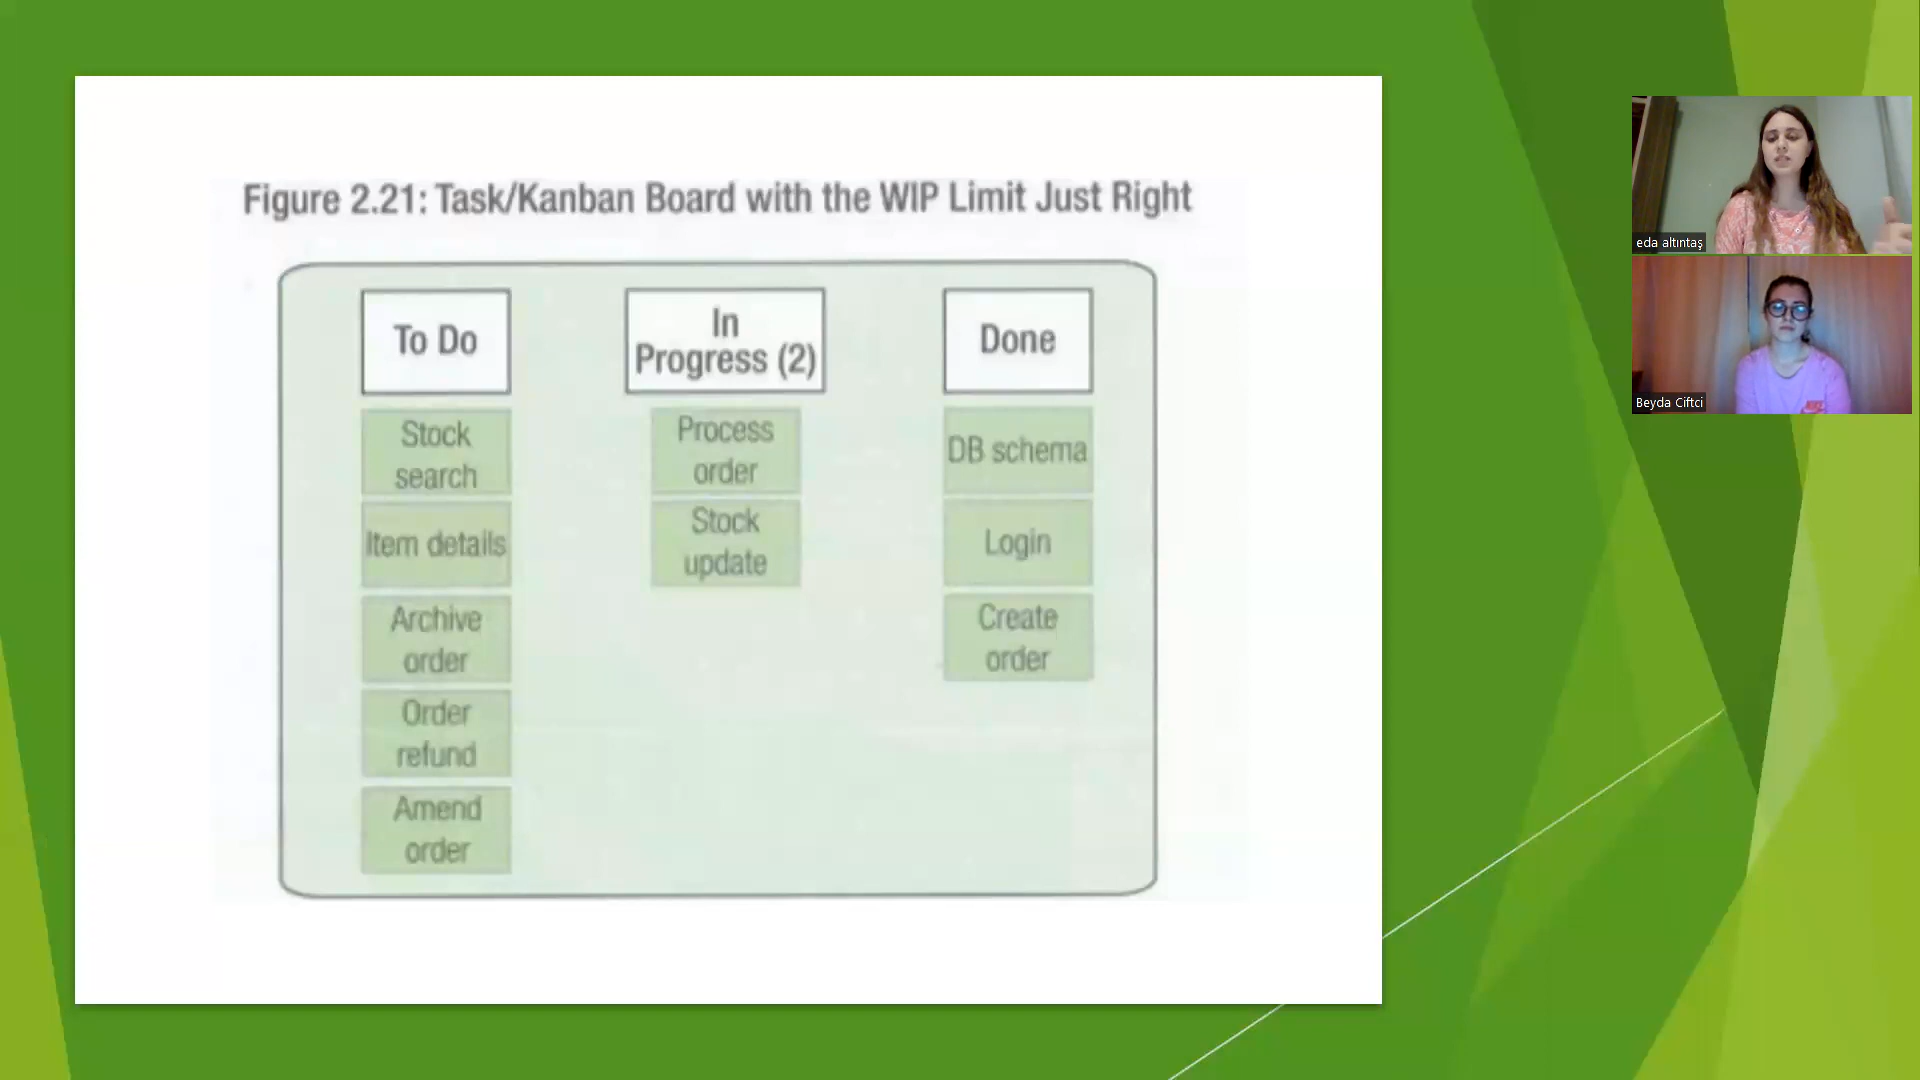 Figure 2.21: Task/Kanban Board with the WIP Limit Just Right
To Do
In
Progress (2)
Done
Stock
search
Item details
Archive
order
Order
refund
Amend
order
Process
order
Stock
update
DB schema
Login
Create
order
eda altıntaş
Beyda Ciftci